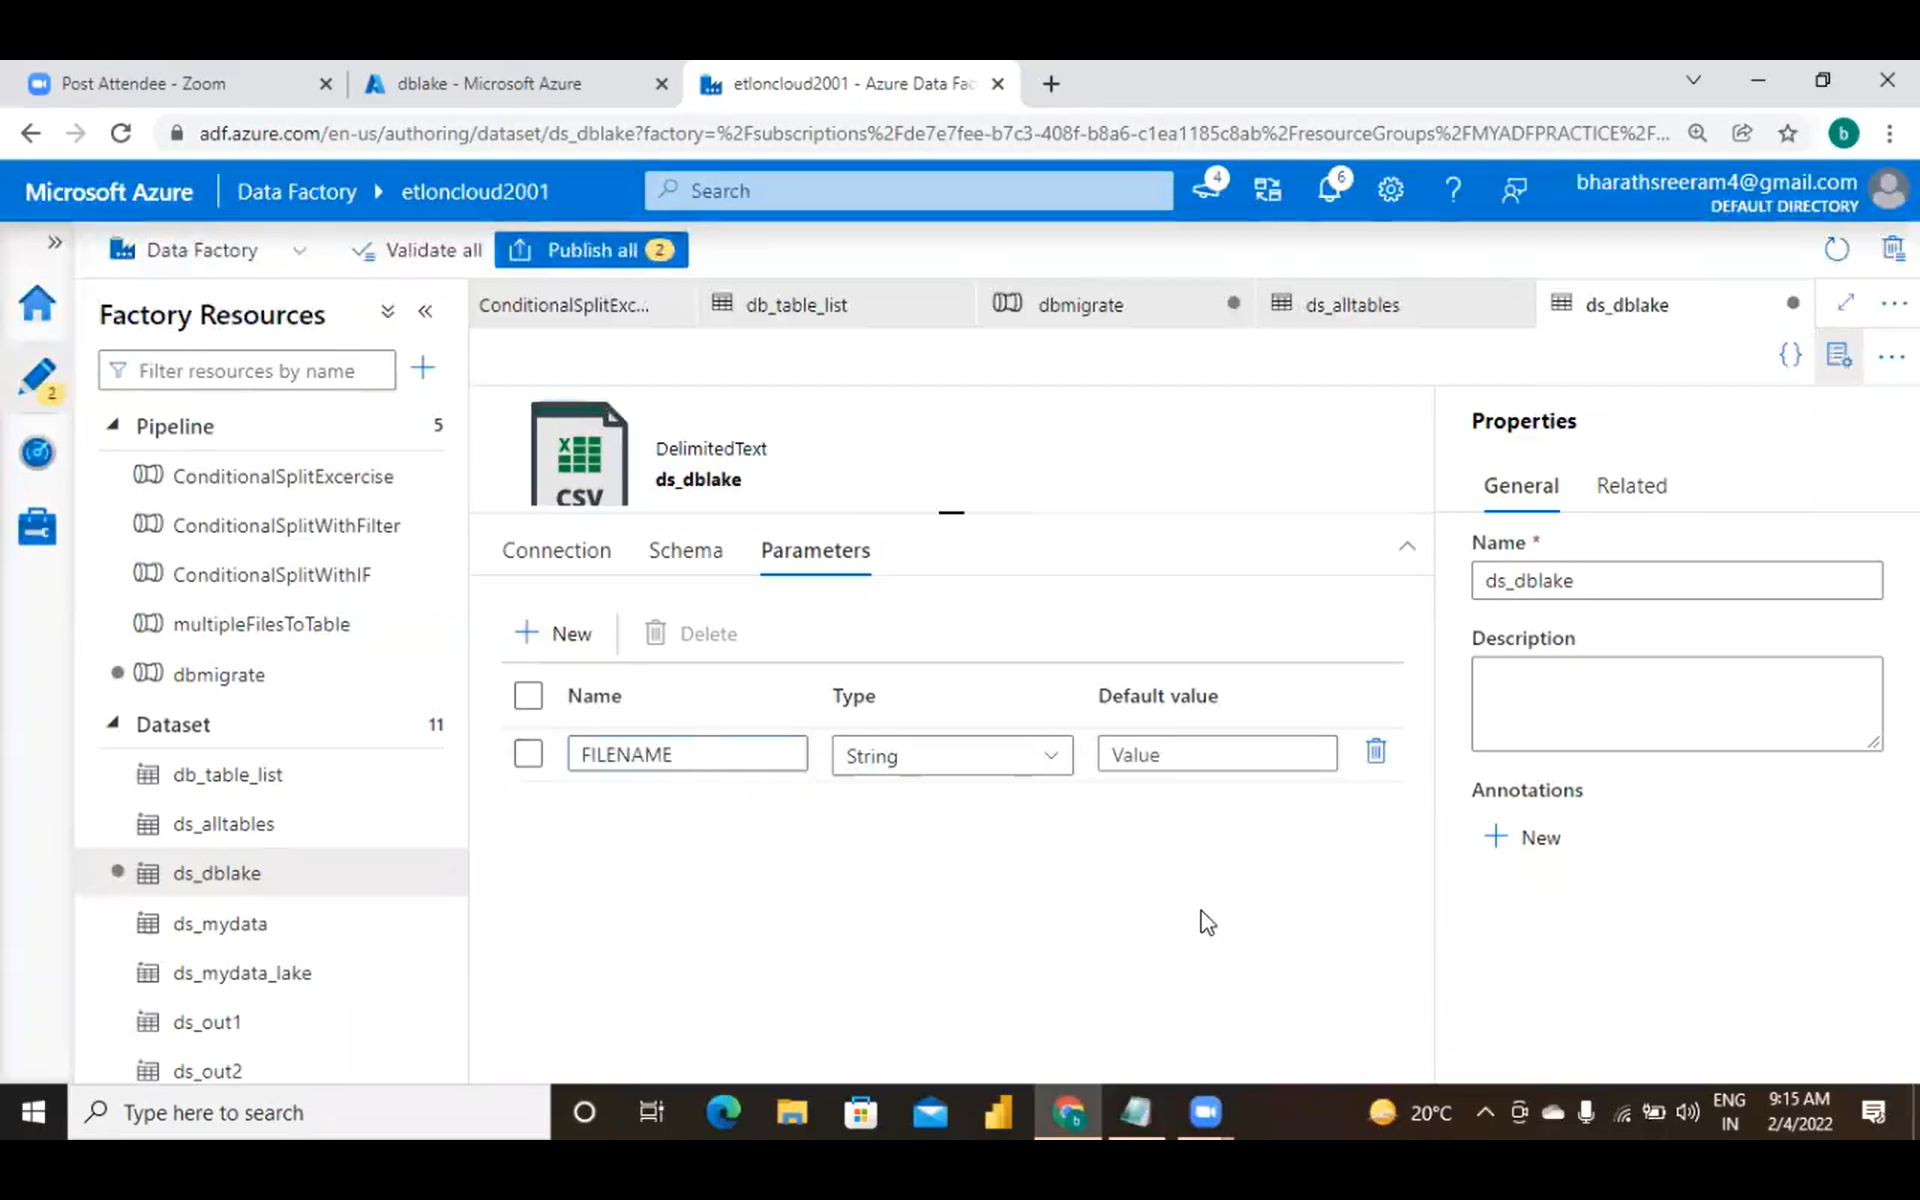 Post Attendee - Zoom
dblake - Microsoft Azure
etloncloud2001 - Azure Data Fac
adf.azure.com/en-us/authoring/dataset/ds_dblake?factory=%2Fsubscriptions%2Fde7e7fee-b7c3-408f-b8a6-c1ea1185c8ab%2FresourceGroups%2FMYADFPRACTICE%2F...
b
Microsoft Azure
Data Factory
etloncloud2001
Search
4
6
bharathsreeram4@gmail.com
DEFAULT DIRECTORY
Data Factory
Validate all
Publish all 2
Factory Resources
ConditionalSplitExc...
db_table_list
dbmigrate
ds_alltables
ds_dblake
Filter resources by name
2
Pipeline 5
ConditionalSplitExcercise
ConditionalSplitWithFilter
ConditionalSplitWithIF
multipleFilesToTable
dbmigrate
Dataset 11
db_table_list
ds_alltables
ds_dblake
ds_mydata
ds_mydata_lake
ds_out1
ds_out2
X
CSV
DelimitedText
ds_dblake
Connection
Schema
Parameters
New
Delete
Name
Type
Default value
FILENAME
String
Value
Properties
General
Related
Name *
ds_dblake
Description
Annotations
New
Type here to search
b
20°C
ENG
IN
9:15 AM
2/4/2022